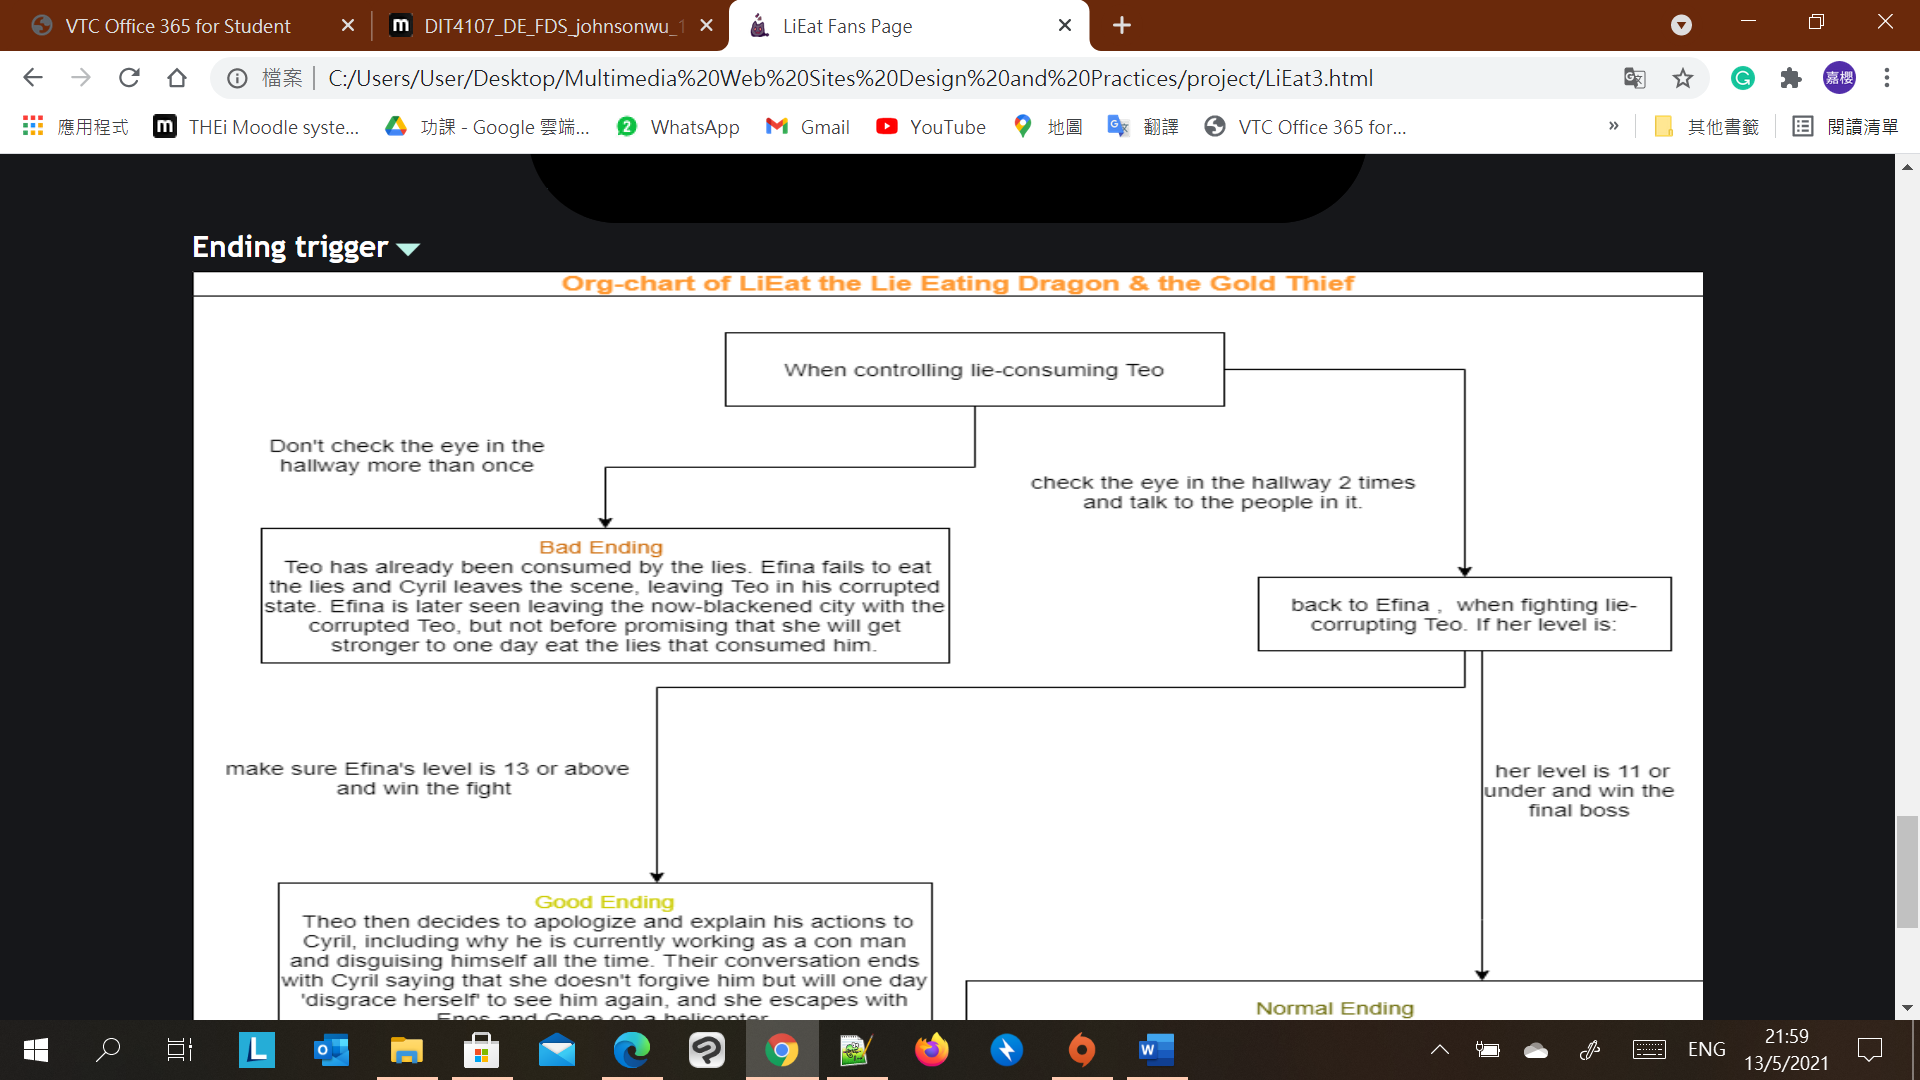 VTC Office 365 for Student
DIT4107_DE_FDS_johnsonwu_1
LiEat Fans Page
檔案
C:/Users/User/Desktop/Multimedia%20Web%20Sites%20Design%20and%20Practices/project/LiEat3.html
嘉櫻
應用程式
THEi Moodle syste...
功課 - Google 雲端...
WhatsApp
Gmail
YouTube
地圖
翻譯
VTC Office 365 for...
»
其他書籤
閱讀清單
Ending trigger
Org-chart of LiEat the Lie Eating Dragon & the Gold Thief
When controlling lie-consuming Teo
Don't check the eye in the
hallway more than once
check the eye in the hallway 2 times
and talk to the people in it.
Bad Ending
Teo has already been consumed by the lies. Efina fails to eat
the lies and Cyril leaves the scene, leaving Teo in his corrupted
state. Efina is later seen leaving the now-blackened city with the
corrupted Teo, but not before promising that she will get
stronger to one day eat the lies that consumed him.
back to Efina , when fighting lie-
corrupting Teo. If her level is:
make sure Efina's level is 13 or above
and win the fight
her level is 11 or
under and win the
final boss
Good Ending
Theo then decides to apologize and explain his actions to
Cyril, including why he is currently working as a con man
and disguising himself all the time. Their conversation ends
with Cyril saying that she doesn't forgive him but will one day
'disgrace herself' to see him again, and she escapes with
Enos and Gene on a helicopter
Normal Ending
ENG
21:59
13/5/2021